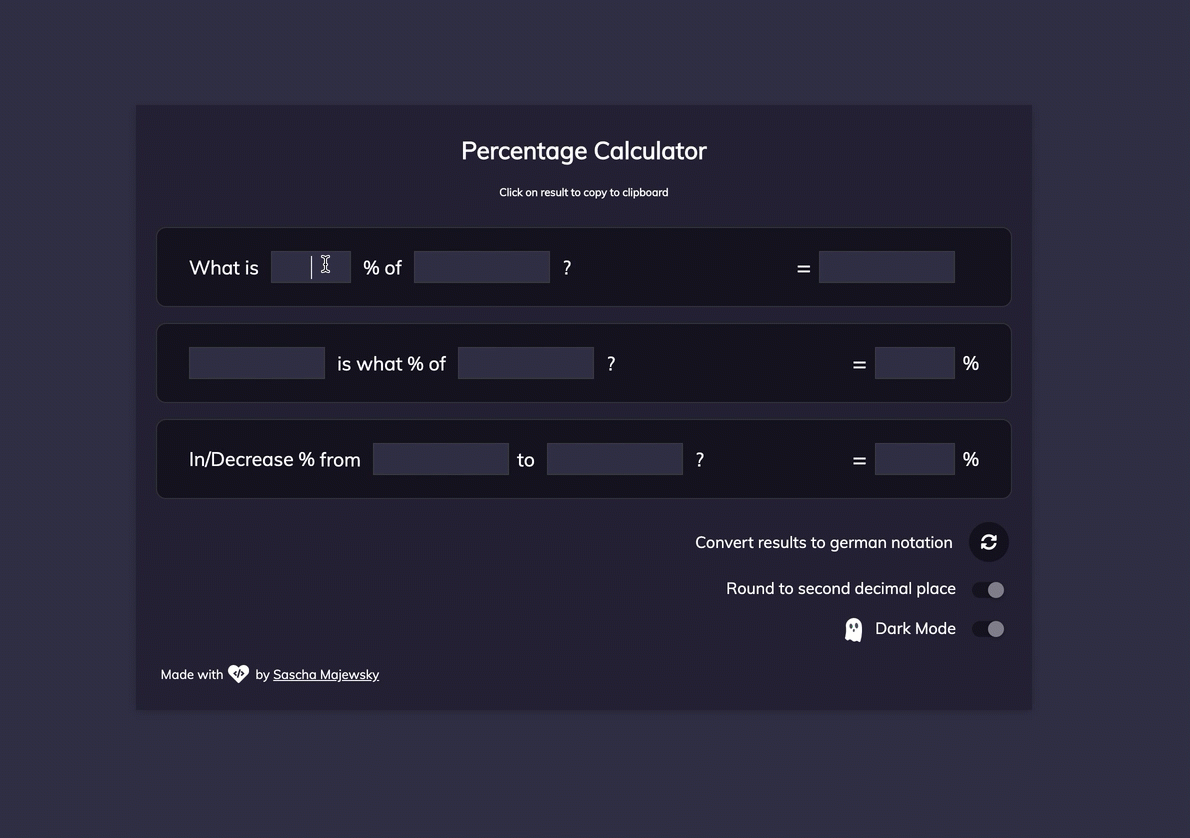 Percentage Calculator
Click on result to copy to clipboard
What is % of ? =
is what % of ? = %
In/Decrease % from to ? = %
Convert results to german notation
Round to second decimal place
Dark Mode
Made with </> by Sascha Majewsky